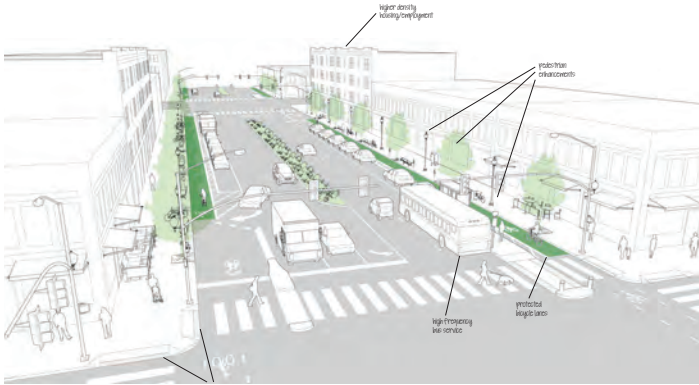 higher density
housing/employment
pedestrian
enhancements
high frequency
bus service
protected
bicycle lanes